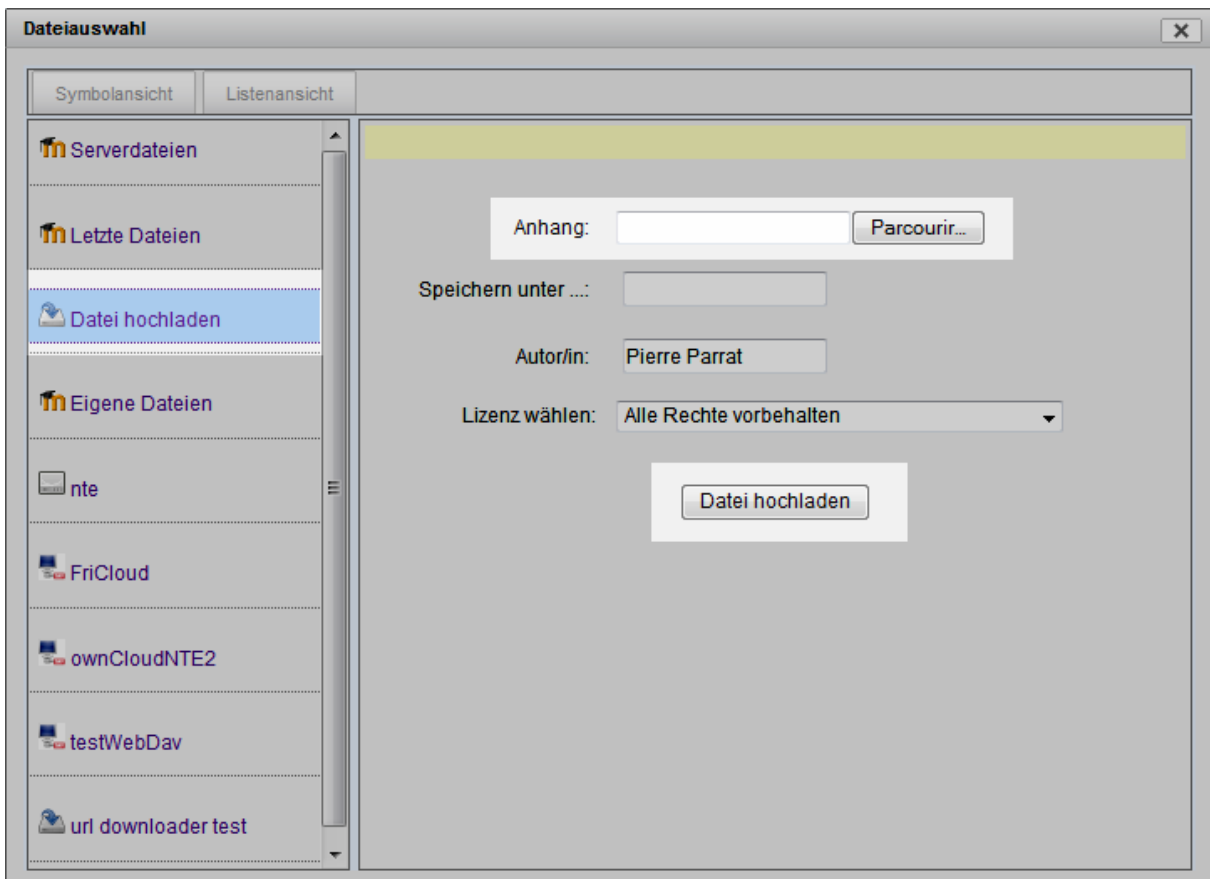 Dateiauswahl
Symbolansicht
Listenansicht
Serverdateien
Letzte Dateien
Datei hochladen
Eigene Dateien
nte
FriCloud
ownCloudNTE2
testWebDav
url downloader test
Anhang: Parcourir...
Speichern unter ...:
Autor/in: Pierre Parrat
Lizenz wählen: Alle Rechte vorbehalten
Datei hochladen